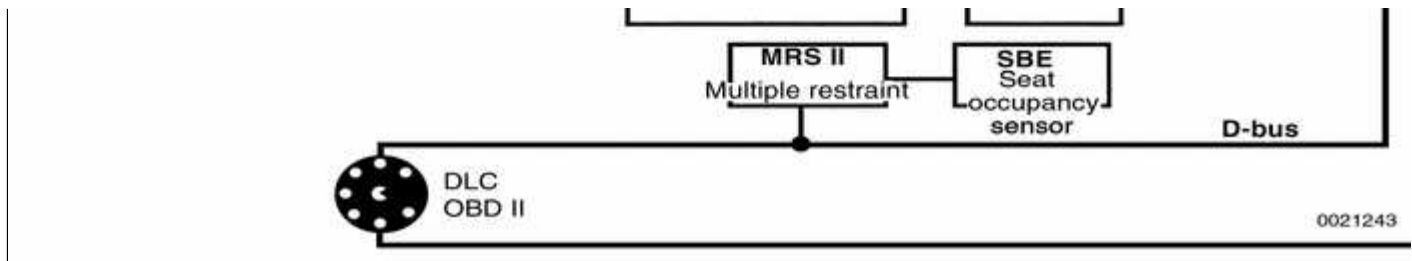 MRS II
Multiple restraint
SBE
Seat
occupancy
sensor
D-bus
DLC
OBD II
0021243